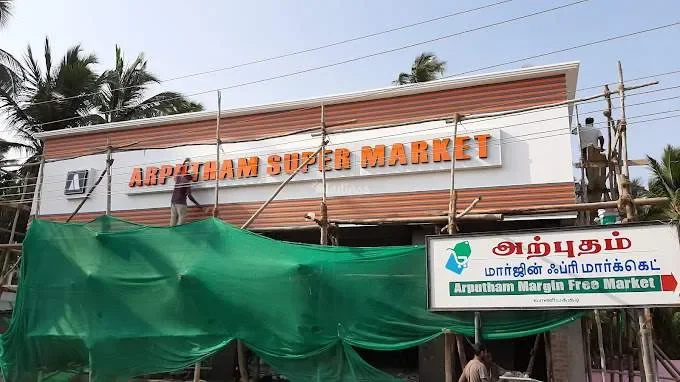 ARPUTHAM SUPER MARKET
அற்புதம்
மார்ஜின் ஃப்ரி மார்க்கெட்
Arputham Margin Free Market